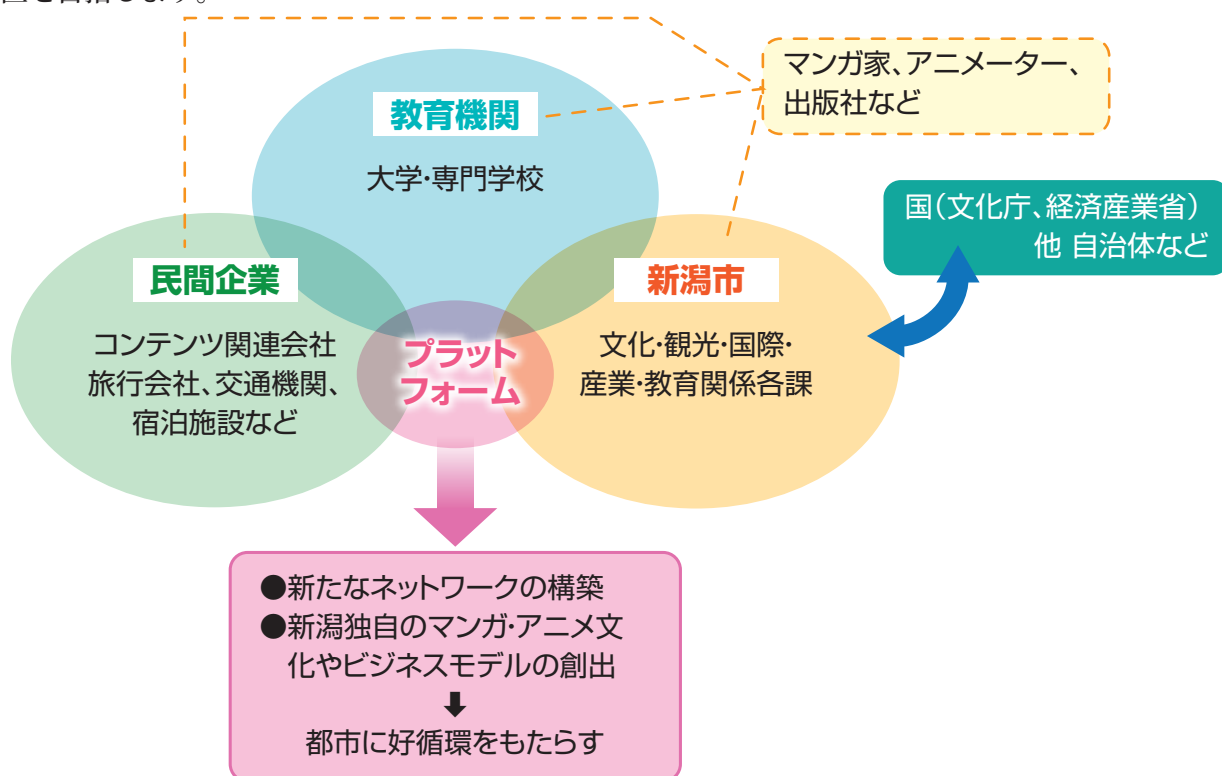 マンガ家、アニメーター、
出版社など
教育機関
大学・専門学校
国（文化庁、経済産業省）
他 自治体など
民間企業
コンテンツ関連会社
旅行会社、交通機関、
宿泊施設など
新潟市
文化・観光・国際・
産業・教育関係各課
プラット
フォーム
●新たなネットワークの構築
●新潟独自のマンガ・アニメ文
化やビジネスモデルの創出
⬇
都市に好循環をもたらす